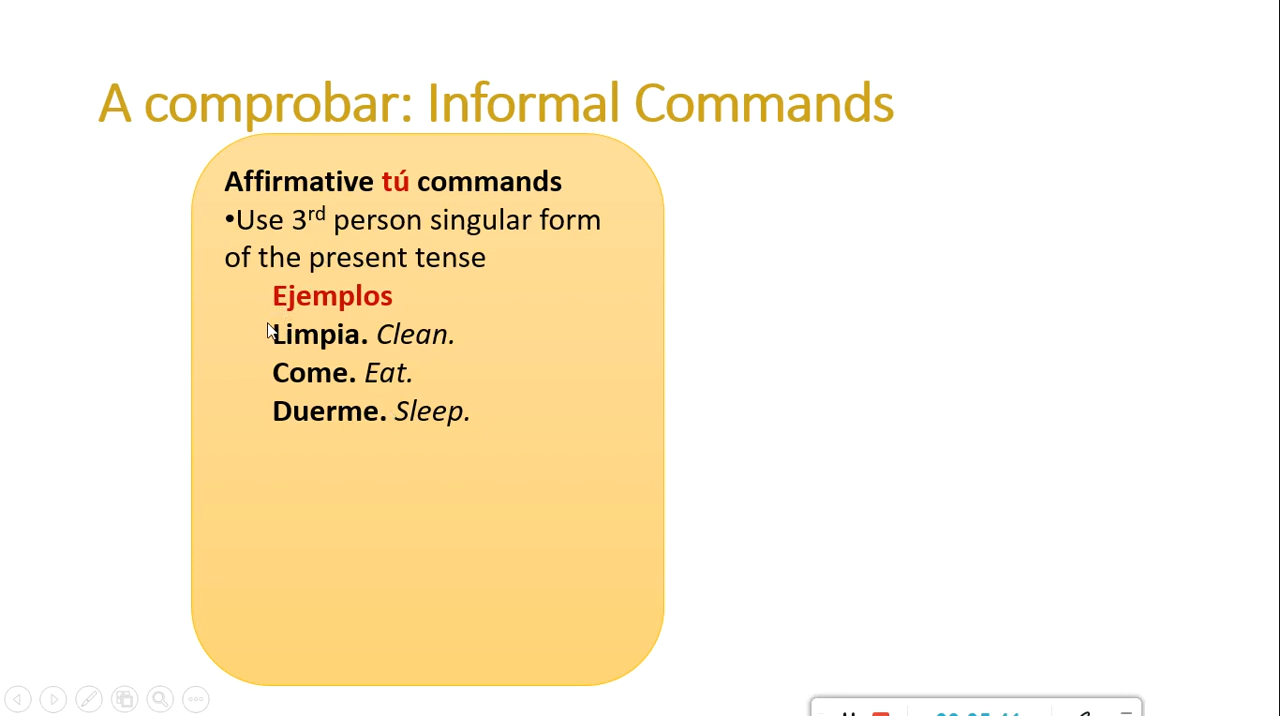 A comprobar: Informal Commands
Affirmative tú commands
•Use 3rd person singular form
of the present tense
Ejemplos
Limpia. Clean.
Come. Eat.
Duerme. Sleep.